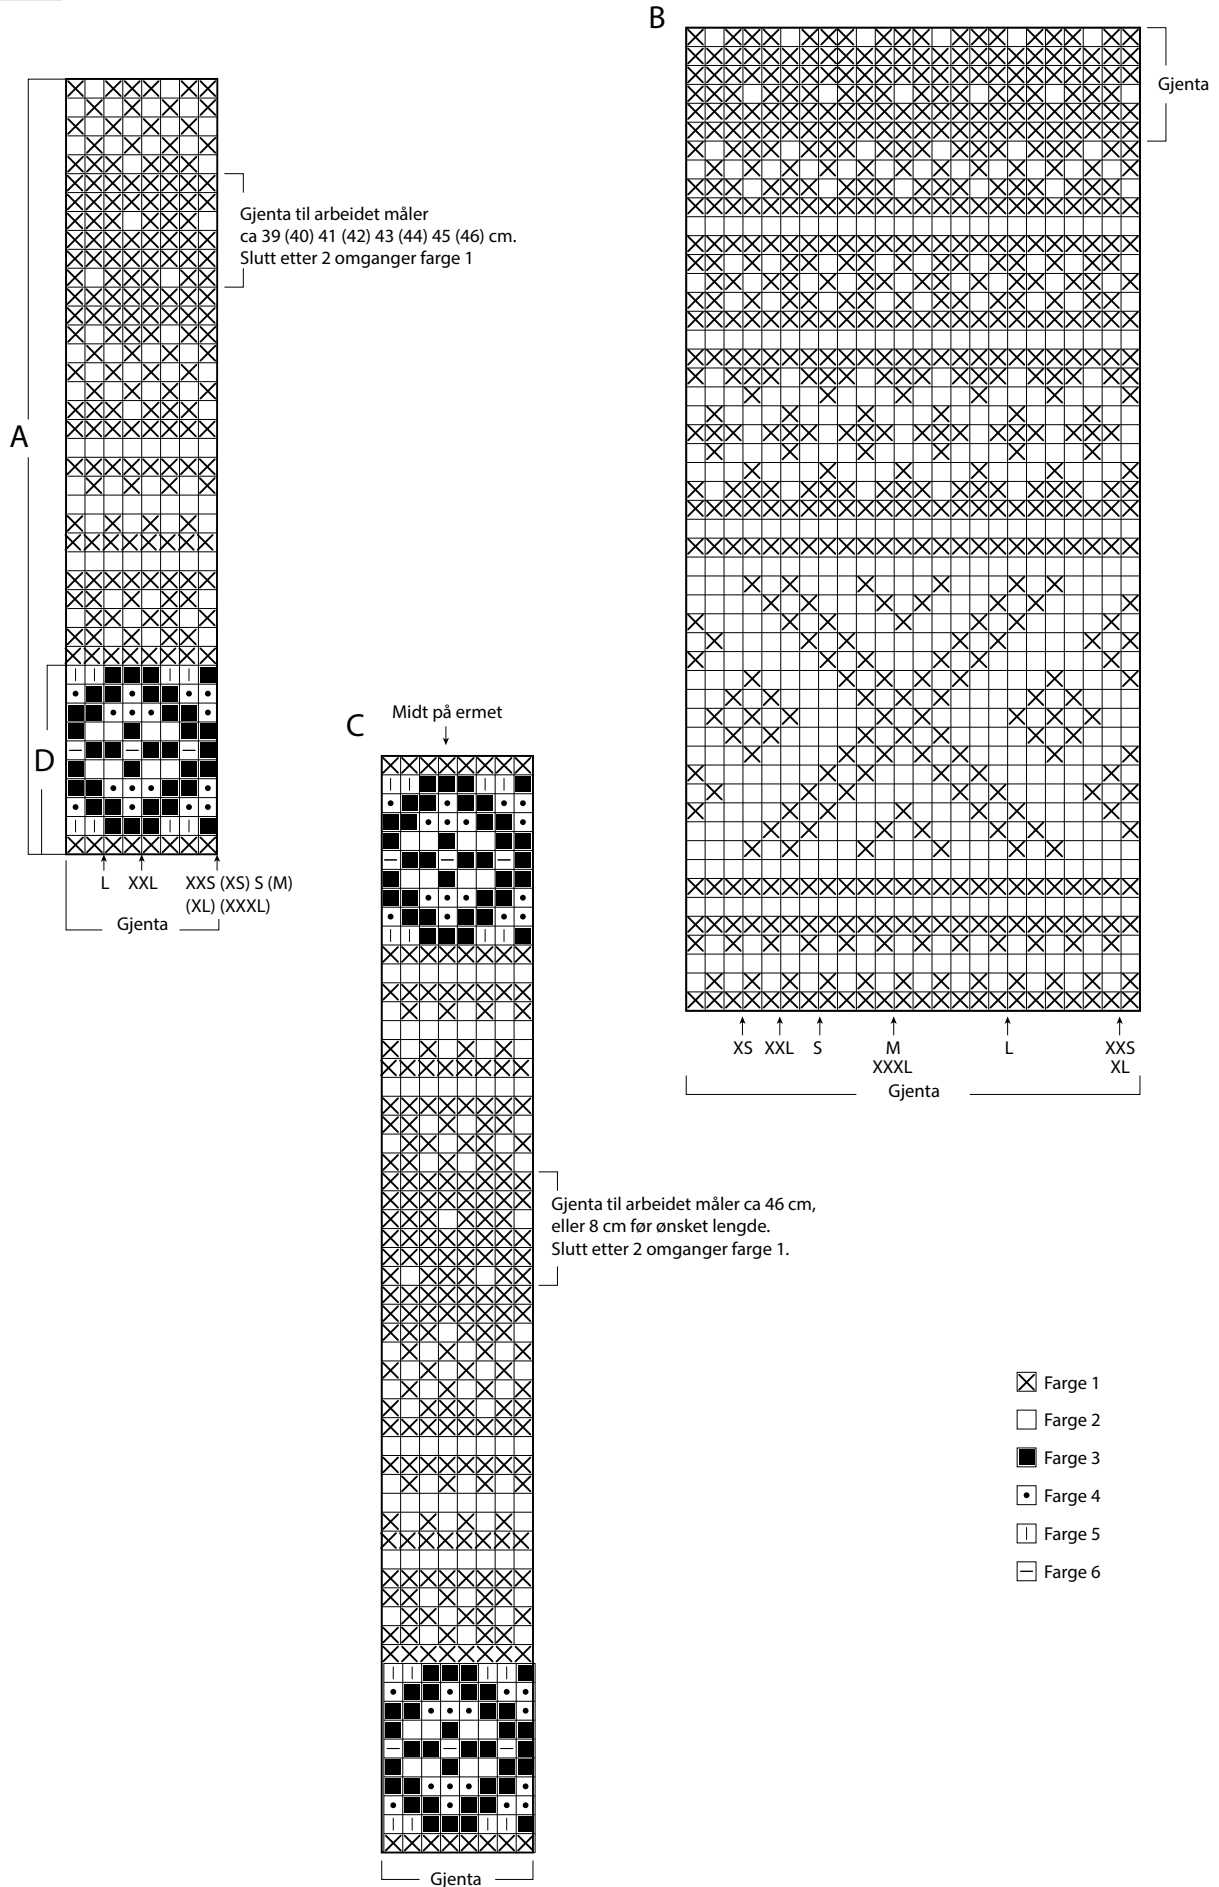 B
Gjenta
A
Gjenta til arbeidet måler
ca 39 (40) 41 (42) 43 (44) 45 (46) cm.
Slutt etter 2 omganger farge 1
D
L XXL XXS (XS) S (M)
(XL) (XXXL)
Gjenta
C
Midt på ermet
XS XXL S M L XXS
XXXL XL
Gjenta
Gjenta til arbeidet måler ca 46 cm,
eller 8 cm før ønsket lengde.
Slutt etter 2 omganger farge 1.
Farge 1
Farge 2
Farge 3
Farge 4
Farge 5
Farge 6
Gjenta